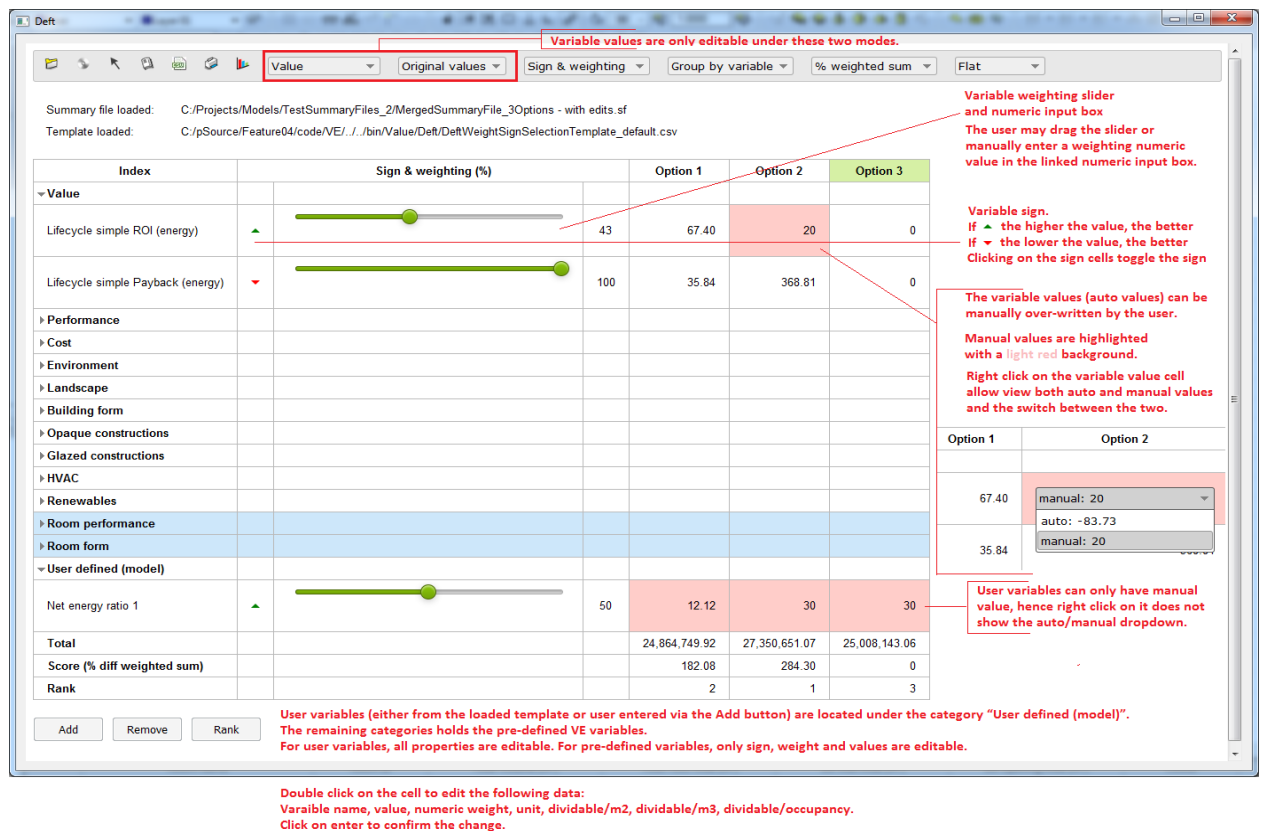 Deft
Variable values are only editable under these two modes.
Value Original values Sign & weighting Group by variable % weighted sum Flat
Summary file loaded: C:/Projects/Models/TestSummaryFiles_2/MergedSummaryFile_3Options - with edits.sf
Template loaded: C:/pSource/Feature04/code/VE/../../bin/Value/Deft/DeftWeightSignSelectionTemplate_default.csv
Variable weighting slider
and numeric input box
The user may drag the slider or
manually enter a weighting numeric
value in the linked numeric input box.
Index Sign & weighting (%) Option 1 Option 2 Option 3
Value
Lifecycle simple ROI (energy) 43 67.40 20 0
Lifecycle simple Payback (energy) 100 35.84 368.81 0
Performance
Cost
Environment
Landscape
Building form
Opaque constructions
Glazed constructions
HVAC
Renewables
Room performance
Room form
User defined (model)
Net energy ratio 1 50 12.12 30 30
Total 24,864,749.92 27,350,651.07 25,008,143.06
Score (% diff weighted sum) 182.08 284.30 0
Rank 2 1 3
Variable sign.
If the higher the value, the better
If the lower the value, the better
Clicking on the sign cells toggle the sign
The variable values (auto values) can be
manually over-written by the user.
Manual values are highlighted
with a light red background.
Right click on the variable value cell
allow view both auto and manual values
and the switch between the two.
Option 1 Option 2
67.40 manual: 20
auto: -83.73
manual: 20
35.84
User variables can only have manual
value, hence right click on it does not
show the auto/manual dropdown.
Add Remove Rank
User variables (either from the loaded template or user entered via the Add button) are located under the category “User defined (model)”.
The remaining categories holds the pre-defined VE variables.
For user variables, all properties are editable. For pre-defined variables, only sign, weight and values are editable.
Double click on the cell to edit the following data:
Varaible name, value, numeric weight, unit, dividable/m2, dividable/m3, dividable/occupancy.
Click on enter to confirm the change.